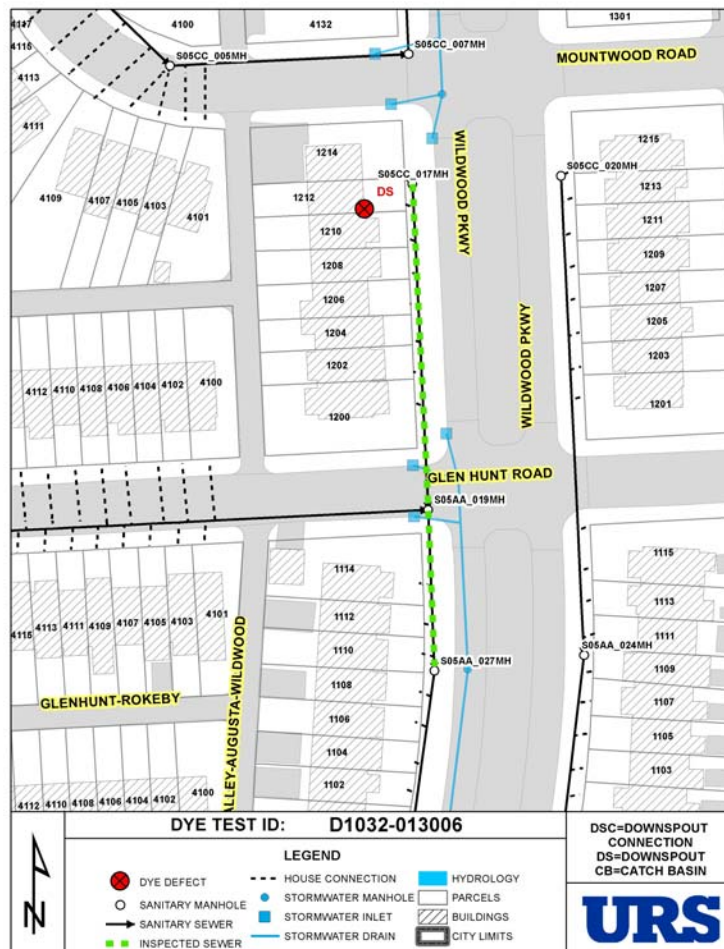 4100
4132
1301
4117
4115
4113
4111
S05CC_005MH
S05CC_007MH
MOUNTWOOD ROAD
WILDWOOD PKWY
4109
4107
4105
4103
4101
1214
S05CC_017MH
DS
1212
1210
1208
1206
1204
1202
1200
S05CC_020MH
1215
1213
1211
1209
1207
1205
1203
1201
WILDWOOD PKWY
4112
4110
4108
4106
4104
4102
4100
GLEN HUNT ROAD
S05AA_019MH
4115
4113
4111
4109
4107
4105
4103
4101
1114
1112
1110
1108
1106
1104
1102
S05AA_027MH
1115
1113
1111
S05AA_024MH
1109
1107
1105
1103
GLENHUNT-ROKEBY
ALLEY-AUGUSTA-WILDWOOD
4112
4110
4108
4106
4104
4102
4100
DYE TEST ID: D1032-013006
LEGEND
DYE DEFECT
SANITARY MANHOLE
SANITARY SEWER
INSPECTED SEWER
HOUSE CONNECTION
STORMWATER MANHOLE
STORMWATER INLET
STORMWATER DRAIN
HYDROLOGY
PARCELS
BUILDINGS
CITY LIMITS
N
DSC=DOWNSPOUT
CONNECTION
DS=DOWNSPOUT
CB=CATCH BASIN
URS